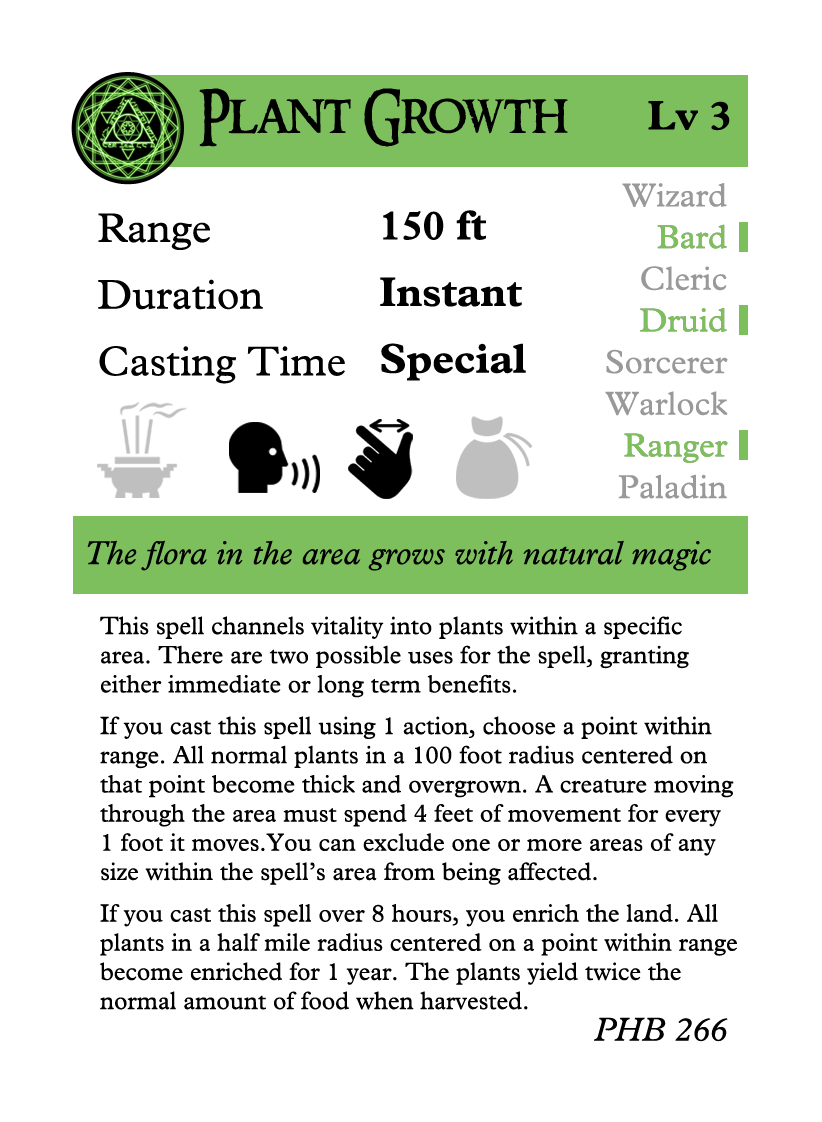 PLANT GROWTH Lv 3
Range 150 ft
Duration Instant
Casting Time Special
Wizard
Bard
Cleric
Druid
Sorcerer
Warlock
Ranger
Paladin
The flora in the area grows with natural magic
This spell channels vitality into plants within a specific
area. There are two possible uses for the spell, granting
either immediate or long term benefits.
If you cast this spell using 1 action, choose a point within
range. All normal plants in a 100 foot radius centered on
that point become thick and overgrown. A creature moving
through the area must spend 4 feet of movement for every
1 foot it moves.You can exclude one or more areas of any
size within the spell’s area from being affected.
If you cast this spell over 8 hours, you enrich the land. All
plants in a half mile radius centered on a point within range
become enriched for 1 year. The plants yield twice the
normal amount of food when harvested.
PHB 266